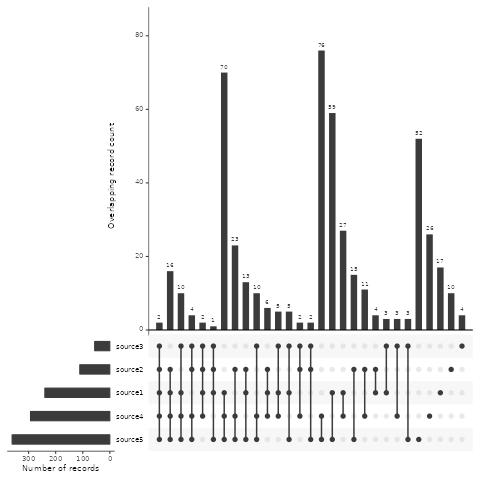 80
60
40
20
0
Overlapping record count
2 16 10 4 2 1 70 23 13 10 6 5 5 2 2 76 59 27 15 11 4 3 3 3 52 26 17 10 4
source3
source2
source1
source4
source5
300 200 100 0
Number of records